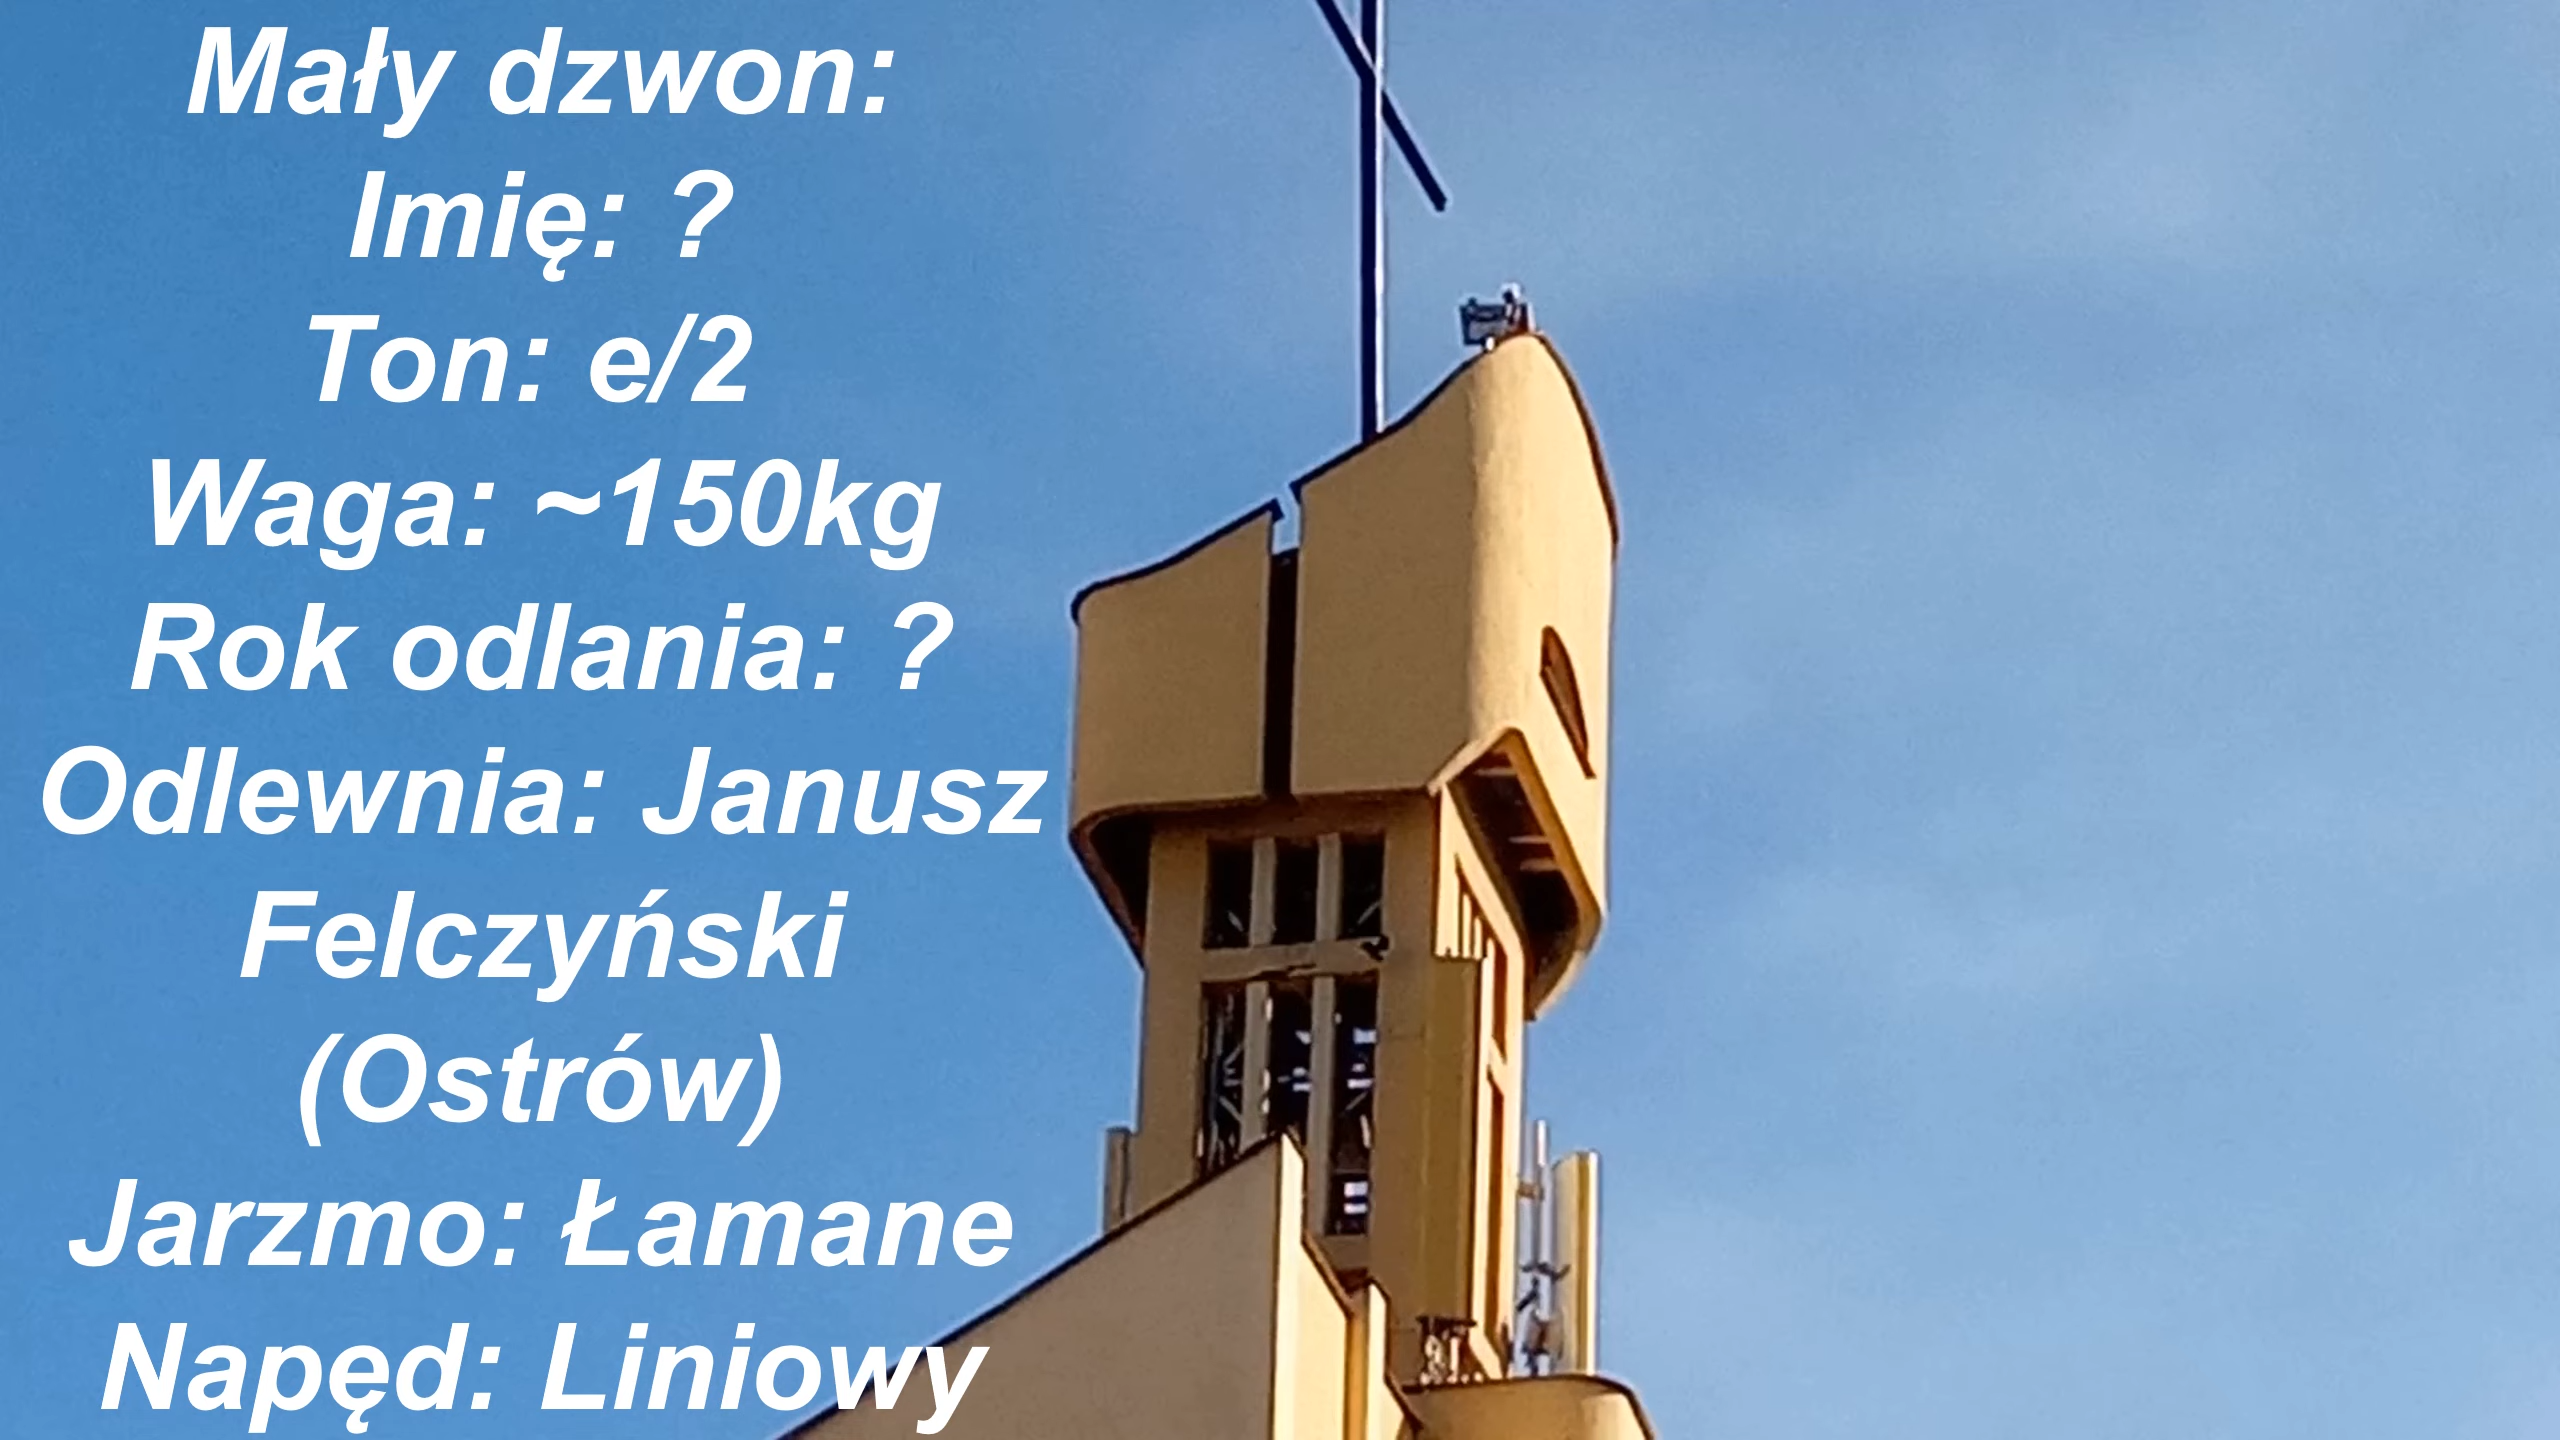 Mały dzwon:
Imię: ?
Ton: e/2
Waga: ~150kg
Rok odlania: ?
Odlewnia: Janusz
Felczyński
(Ostrów)
Jarzmo: Łamane
Napęd: Liniowy